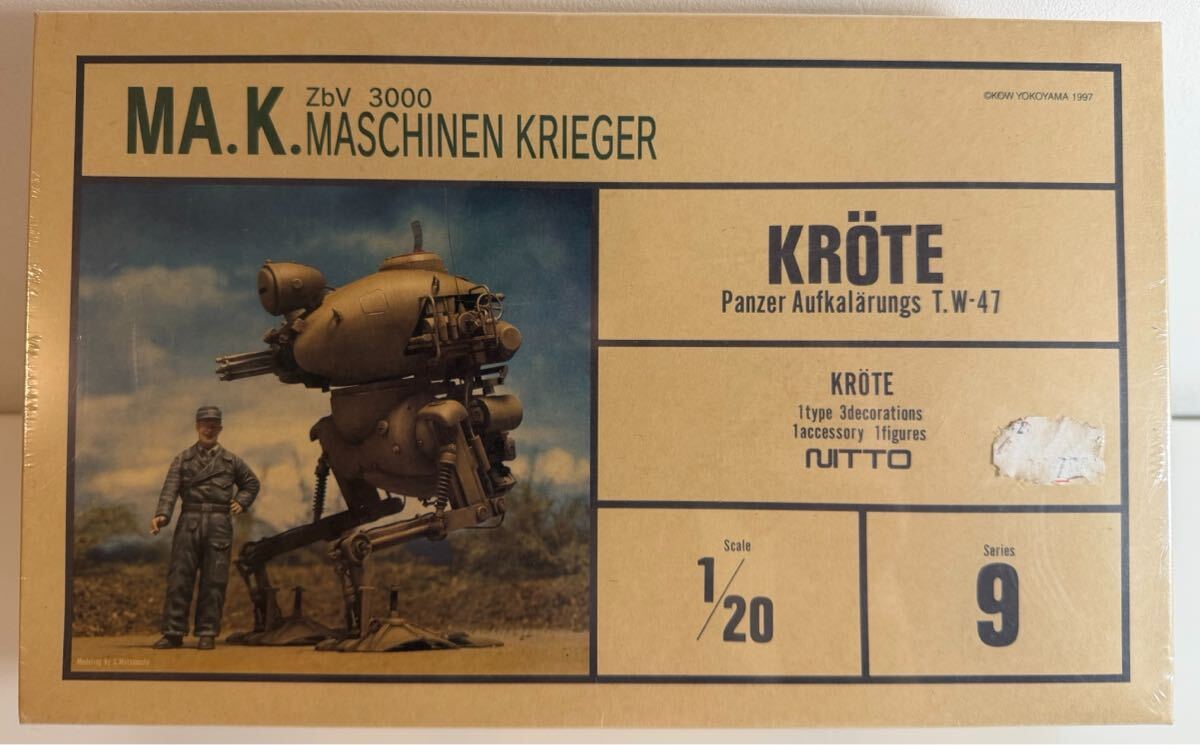 MA.K.
ZbV 3000
MASCHINEN KRIEGER
©KOW YOKOYAMA 1997
KRÖTE
Panzer Aufkalärungs T.W-47
KRÖTE
1type 3decorations
1accessory 1figures
NITTO
Scale
1/20
Series
9
Modeling by